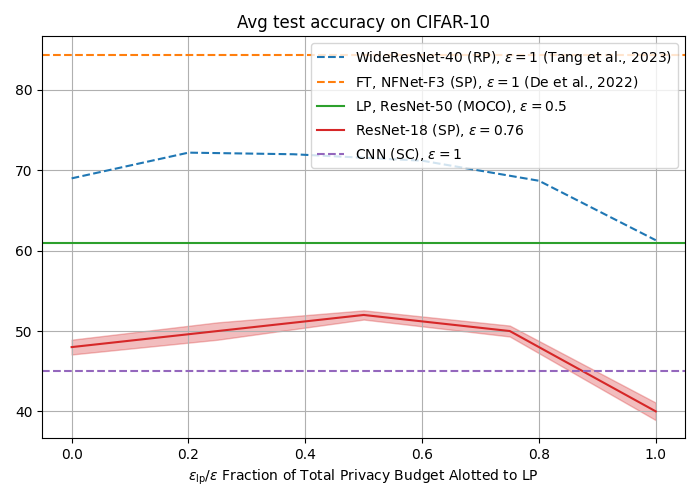 Avg test accuracy on CIFAR-10
WideResNet-40 (RP), ε = 1 (Tang et al., 2023)
FT, NFNet-F3 (SP), ε = 1 (De et al., 2022)
LP, ResNet-50 (MOCO), ε = 0.5
ResNet-18 (SP), ε = 0.76
CNN (SC), ε = 1
80
70
60
50
40
0.0 0.2 0.4 0.6 0.8 1.0
ε_lp/ε Fraction of Total Privacy Budget Alotted to LP